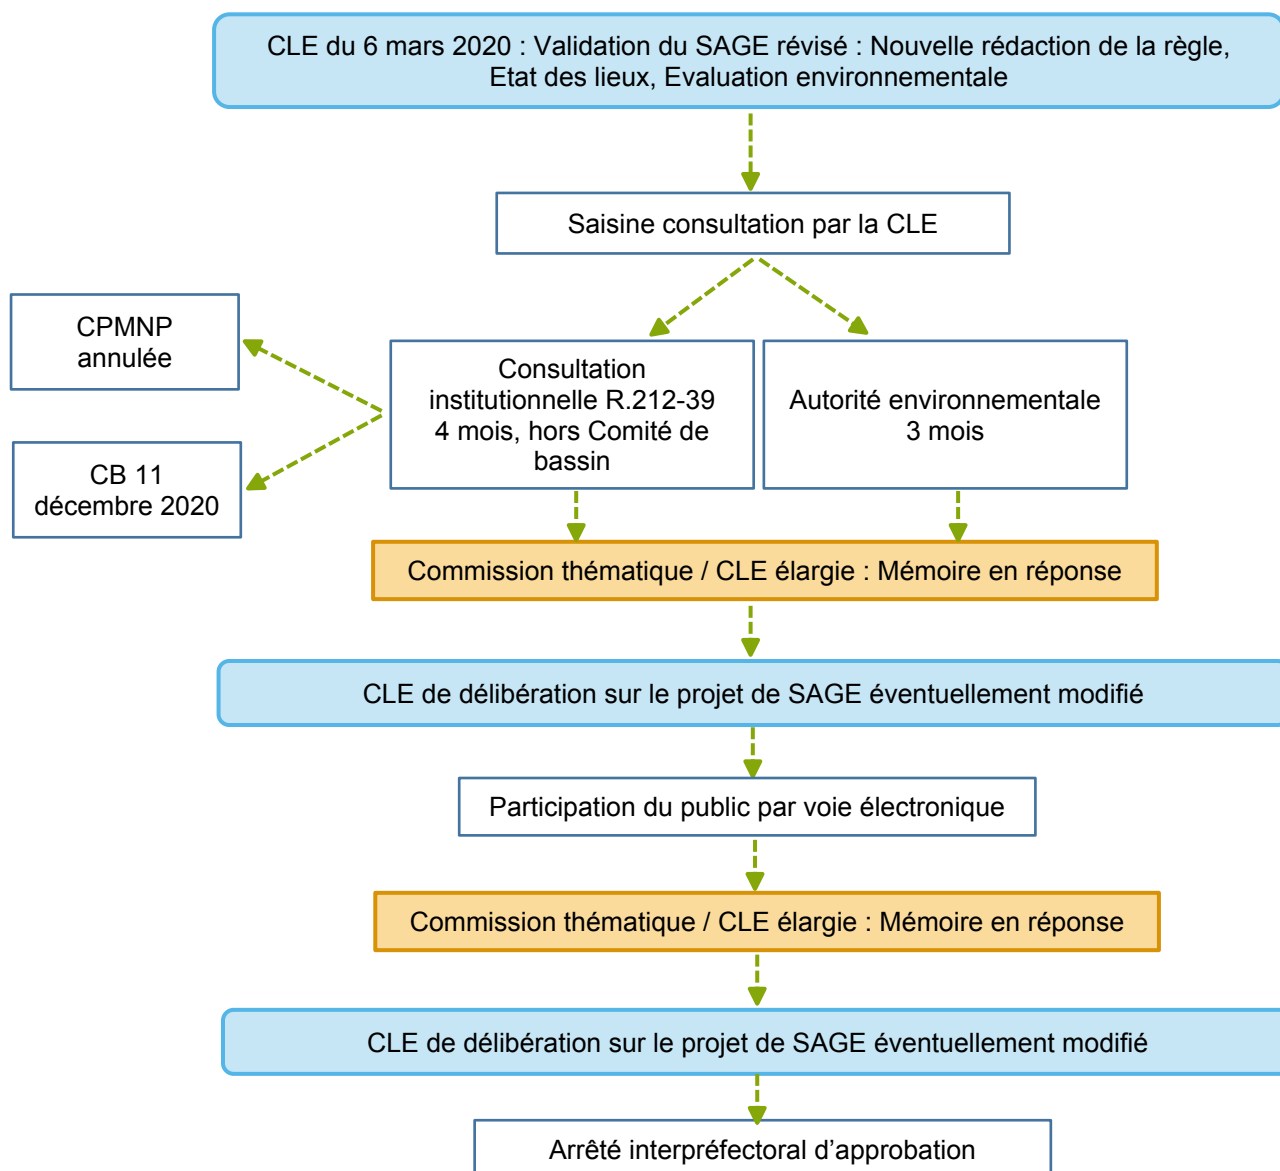 CLE du 6 mars 2020 : Validation du SAGE révisé : Nouvelle rédaction de la règle,
Etat des lieux, Evaluation environnementale
Saisine consultation par la CLE
CPMNP
annulée
CB 11
décembre 2020
Consultation
institutionnelle R.212-39
4 mois, hors Comité de
bassin
Autorité environnementale
3 mois
Commission thématique / CLE élargie : Mémoire en réponse
CLE de délibération sur le projet de SAGE éventuellement modifié
Participation du public par voie électronique
Commission thématique / CLE élargie : Mémoire en réponse
CLE de délibération sur le projet de SAGE éventuellement modifié
Arrêté interpréfectoral d’approbation